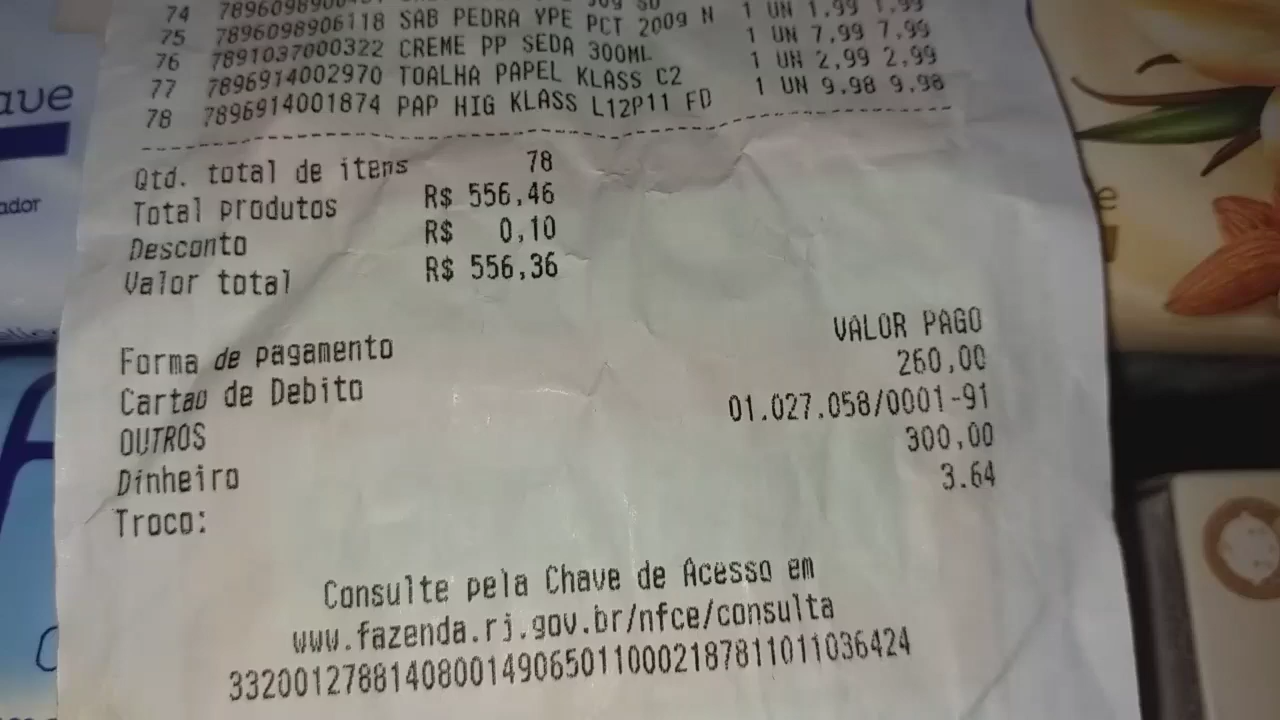 74
75 7896098906118 SAB PEDRA YPE PCT 200g N 1 UN 1,99 1,99
76 7891037000322 CREME PP SEDA 300ML 1 UN 7,99 7,99
77 7896914002970 TOALHA PAPEL KLASS C2 1 UN 2,99 2,99
78 7896914001874 PAP HIG KLASS L12P11 FD 1 UN 9,98 9,98
Qtd. total de itens 78
Total produtos R$ 556,46
Desconto R$ 0,10
Valor total R$ 556,36
Forma de pagamento VALOR PAGO
Cartao de Debito 260,00
OUTROS 01.027.058/0001-91
Dinheiro 300,00
Troco: 3.64
Consulte pela Chave de Acesso em
www.fazenda.rj.gov.br/nfce/consulta
33200127881408001490650110002187811011036424
ador